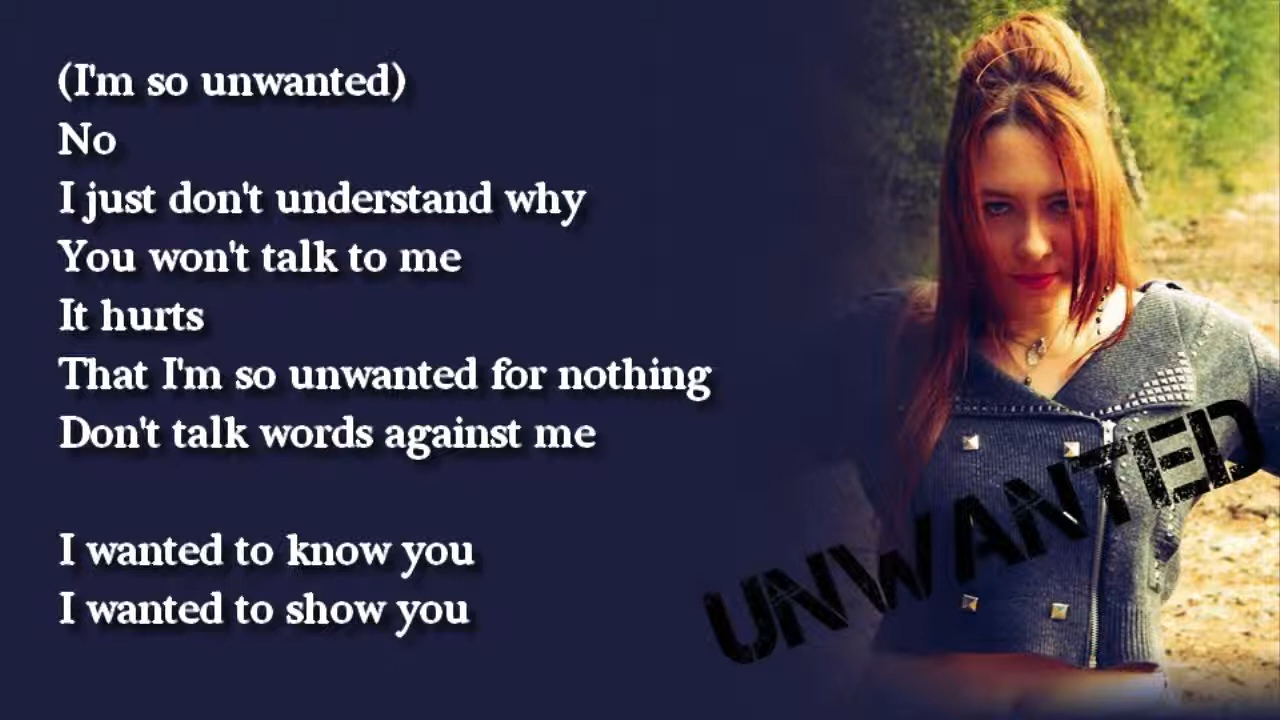 (I'm so unwanted)
No
I just don't understand why
You won't talk to me
It hurts
That I'm so unwanted for nothing
Don't talk words against me
I wanted to know you
I wanted to show you
UNWANTED